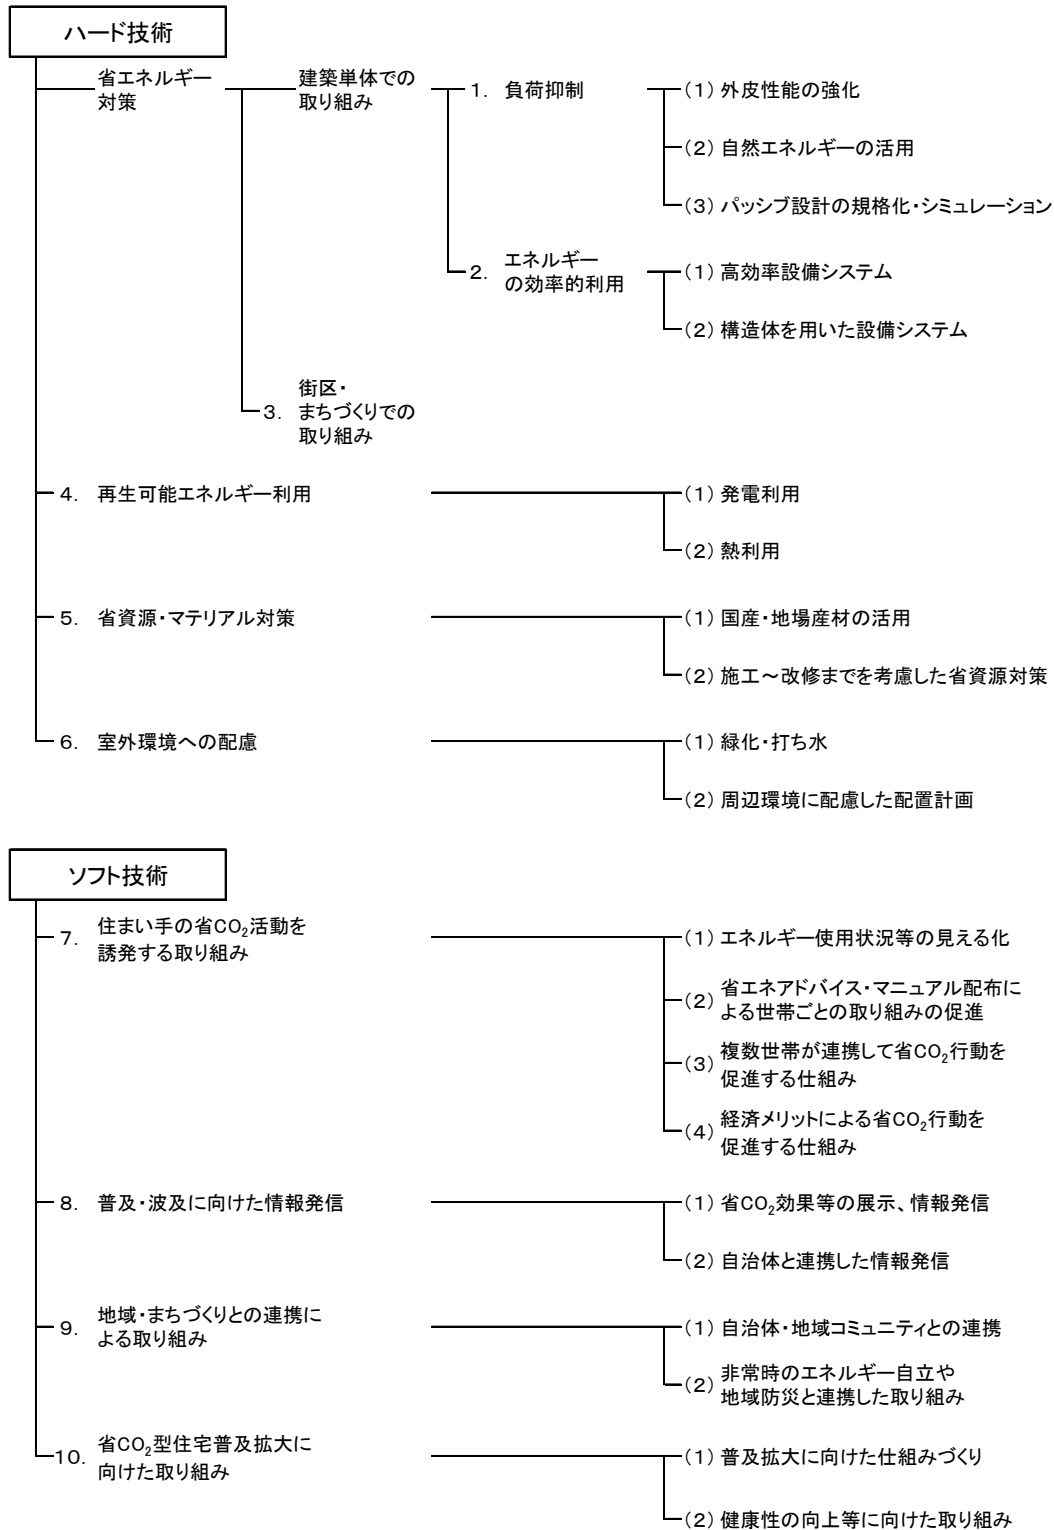 ハード技術
省エネルギー
対策
建築単体での
取り組み
1. 負荷抑制
(1) 外皮性能の強化
(2) 自然エネルギーの活用
(3) パッシブ設計の規格化・シミュレーション
2. エネルギー
の効率的利用
(1) 高効率設備システム
(2) 構造体を用いた設備システム
3. 街区・
まちづくりでの
取り組み
4. 再生可能エネルギー利用
(1) 発電利用
(2) 熱利用
5. 省資源・マテリアル対策
(1) 国産・地場産材の活用
(2) 施工～改修までを考慮した省資源対策
6. 室外環境への配慮
(1) 緑化・打ち水
(2) 周辺環境に配慮した配置計画
ソフト技術
7. 住まい手の省CO₂活動を
誘発する取り組み
(1) エネルギー使用状況等の見える化
(2) 省エネアドバイス・マニュアル配布に
よる世帯ごとの取り組みの促進
(3) 複数世帯が連携して省CO₂行動を
促進する仕組み
(4) 経済メリットによる省CO₂行動を
促進する仕組み
8. 普及・波及に向けた情報発信
(1) 省CO₂効果等の展示、情報発信
(2) 自治体と連携した情報発信
9. 地域・まちづくりとの連携に
よる取り組み
(1) 自治体・地域コミュニティとの連携
(2) 非常時のエネルギー自立や
地域防災と連携した取り組み
10. 省CO₂型住宅普及拡大に
向けた取り組み
(1) 普及拡大に向けた仕組みづくり
(2) 健康性の向上等に向けた取り組み